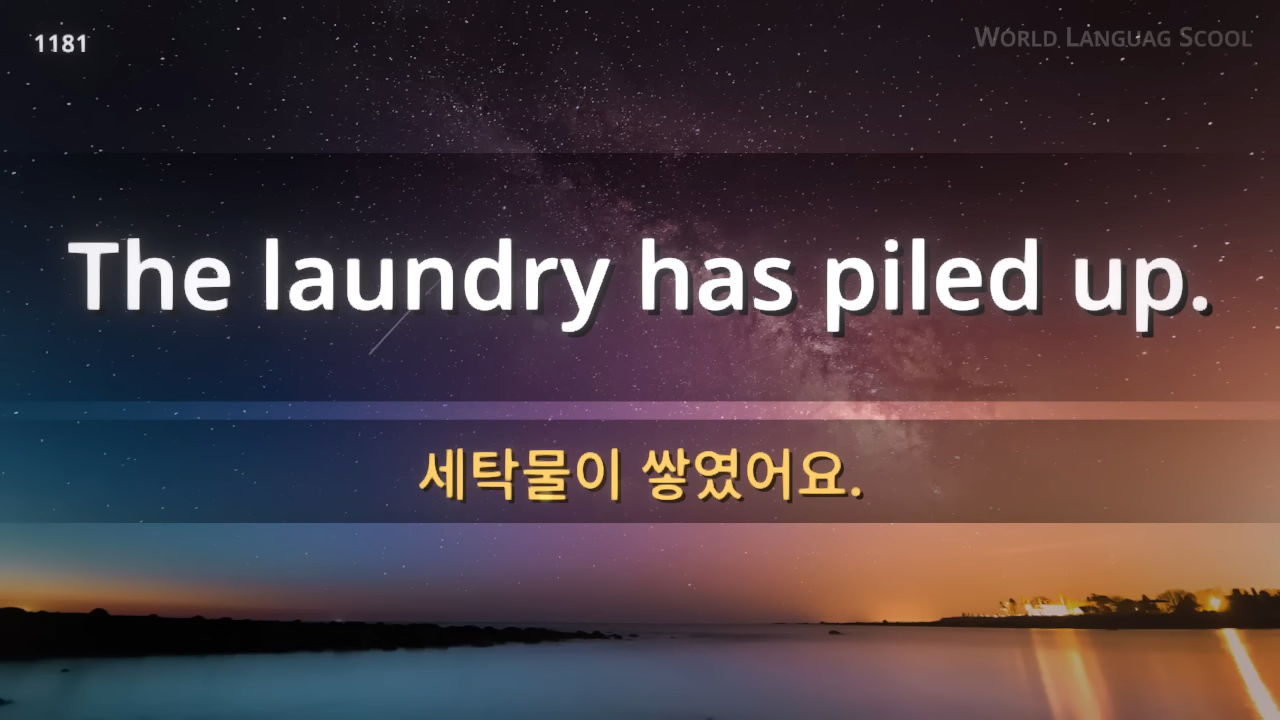 1181
World Languag Scool
The laundry has piled up.
세탁물이 쌓였어요.